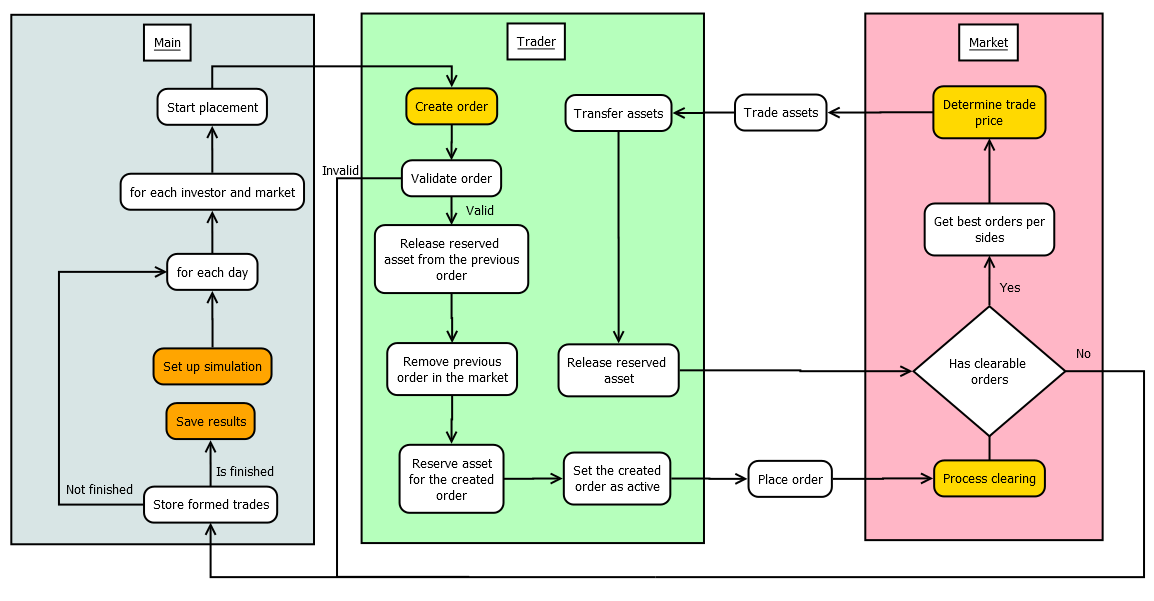 Main
Start placement
for each investor and market
for each day
Set up simulation
Save results
Is finished
Not finished
Store formed trades
Trader
Create order
Invalid
Validate order
Valid
Release reserved
asset from the previous
order
Remove previous
order in the market
Reserve asset
for the created
order
Set the created
order as active
Transfer assets
Release reserved
asset
Trade assets
Place order
Market
Determine trade
price
Get best orders per
sides
Yes
Has clearable
orders
No
Process clearing